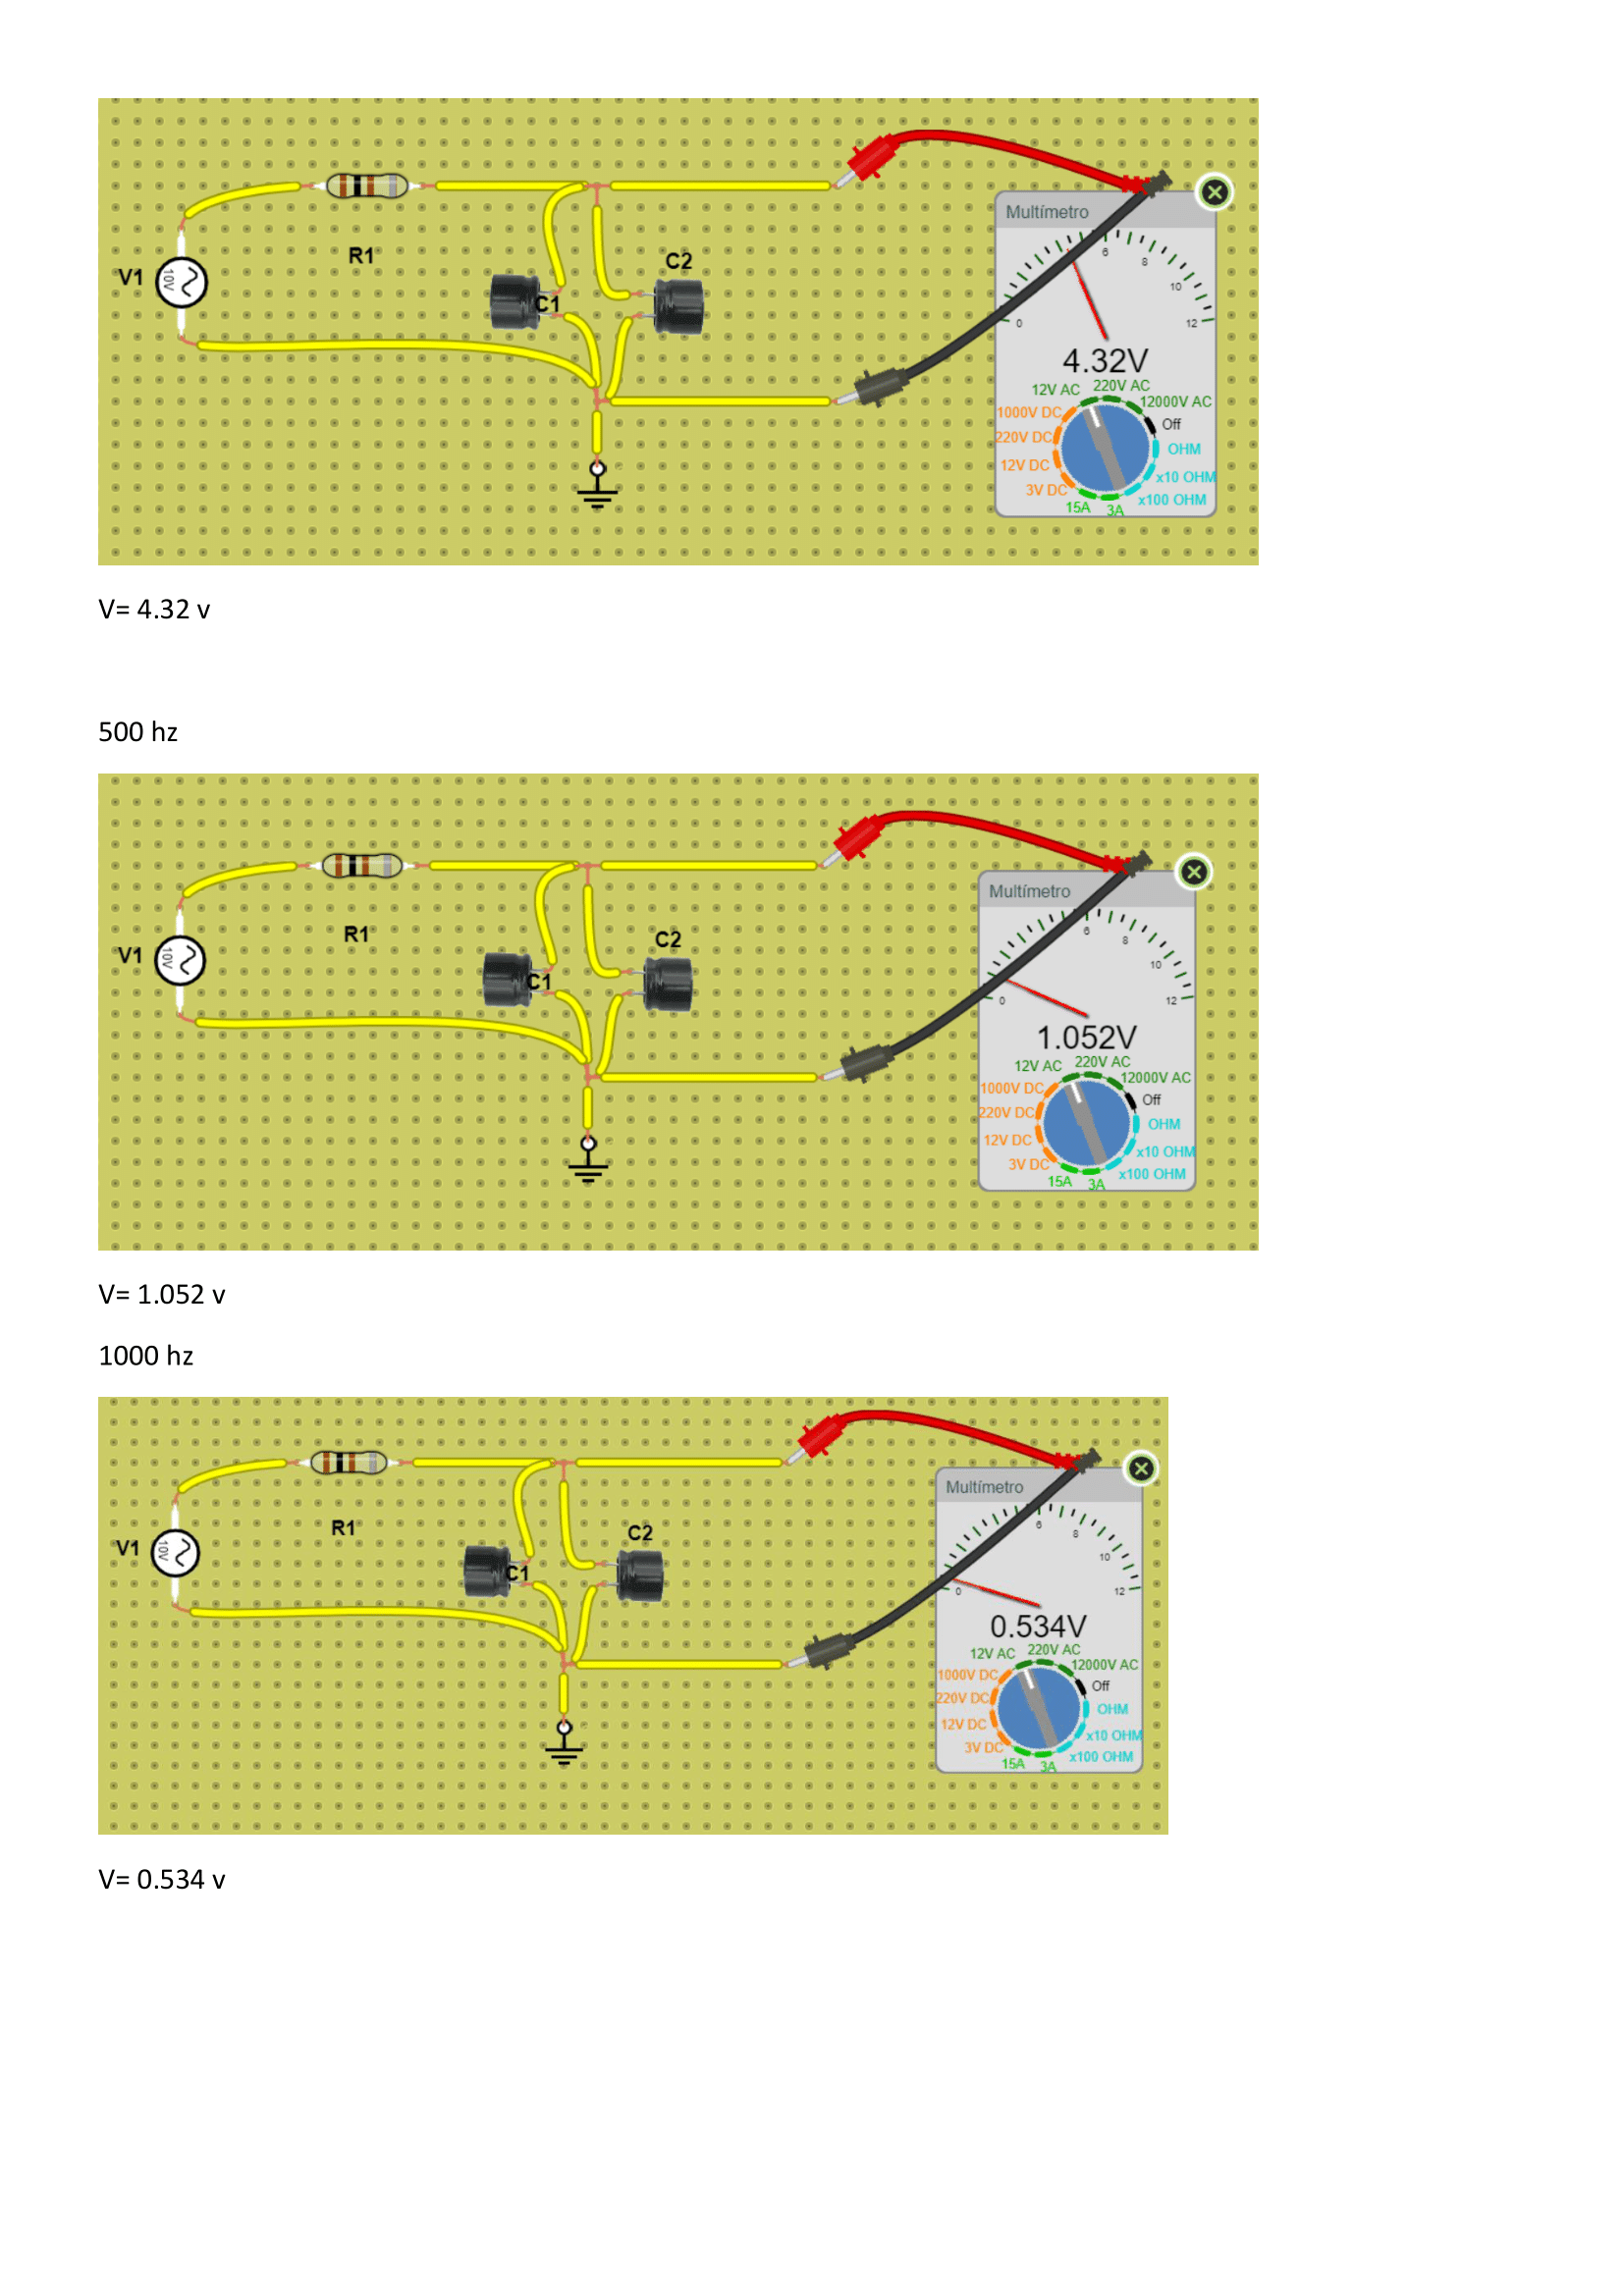 R1
V1
10V
C1
C2
Multímetro
0
6
8
10
12
4.32V
12V AC
220V AC
12000V AC
1000V DC
Off
220V DC
OHM
12V DC
x10 OHM
3V DC
x100 OHM
15A
3A
V= 4.32 v
500 hz
R1
V1
10V
C1
C2
Multímetro
0
6
8
10
12
1.052V
12V AC
220V AC
12000V AC
1000V DC
Off
220V DC
OHM
12V DC
x10 OHM
3V DC
x100 OHM
15A
3A
V= 1.052 v
1000 hz
R1
V1
10V
C1
C2
Multímetro
0
6
8
10
12
0.534V
12V AC
220V AC
12000V AC
1000V DC
Off
220V DC
OHM
12V DC
x10 OHM
3V DC
x100 OHM
15A
3A
V= 0.534 v